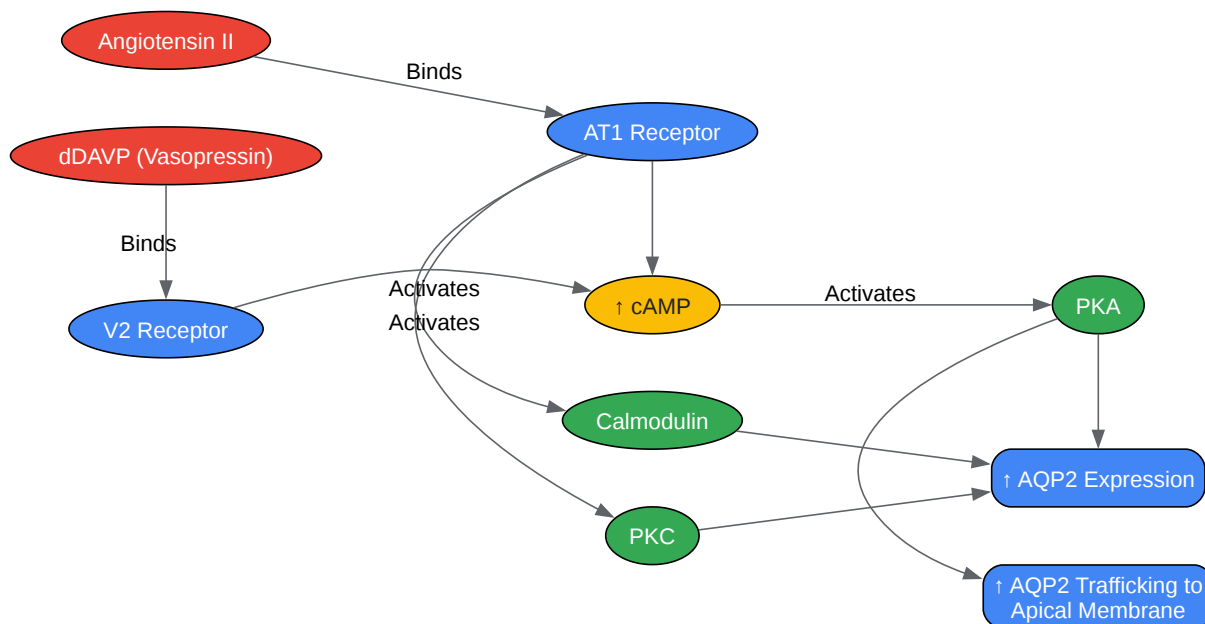 Angiotensin II
Binds
AT1 Receptor
dDAVP (Vasopressin)
Binds
V2 Receptor
Activates
Activates
↑ cAMP
Activates
PKA
Calmodulin
↑ AQP2 Expression
PKC
↑ AQP2 Trafficking to
Apical Membrane